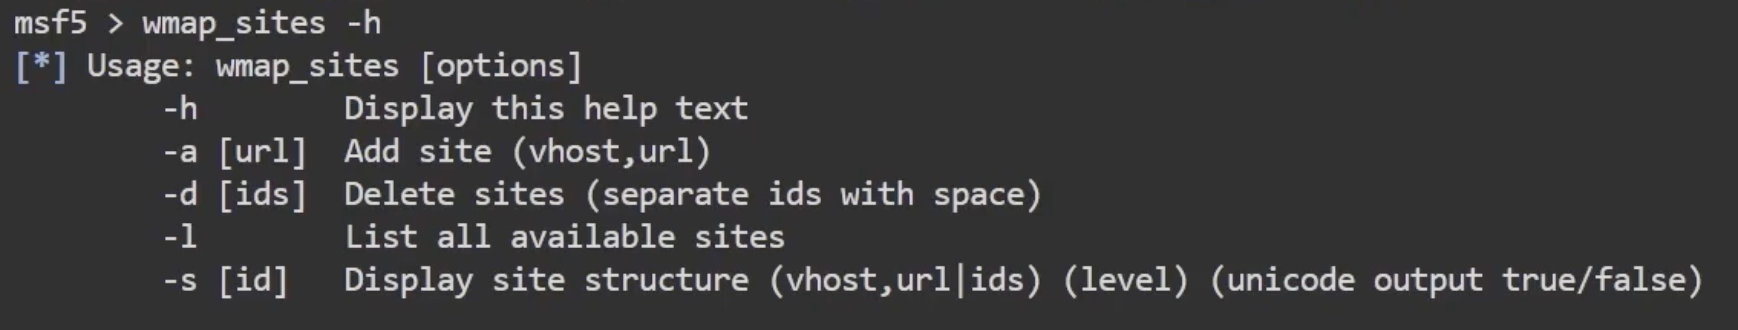 msf5 > wmap_sites -h
[*] Usage: wmap_sites [options]
        -h        Display this help text
        -a [url]  Add site (vhost,url)
        -d [ids]  Delete sites (separate ids with space)
        -l        List all available sites
        -s [id]   Display site structure (vhost,url|ids) (level) (unicode output true/false)